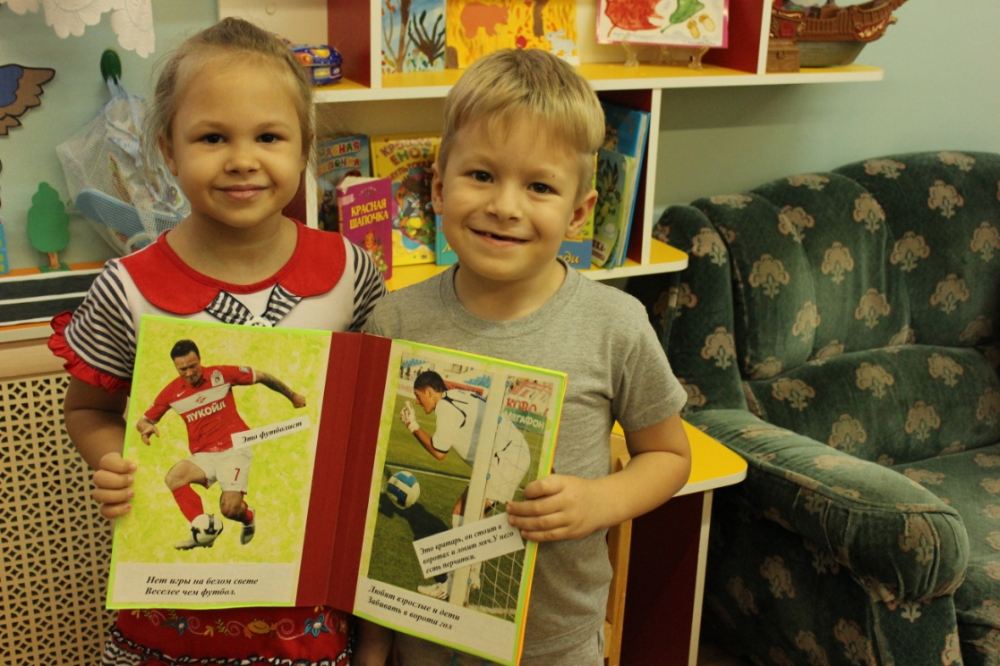 КРАСНАЯ
ШАПОЧКА
ЛУКОЙЛ
7
Это футболист
Нет игры на белом свете
Веселее чем футбол.
МЕГАФОН
Это вратарь, он стоит в
воротах и ловит мяч.У него
есть перчатки.
Любят взрослые и дети
Забивать в ворота гол